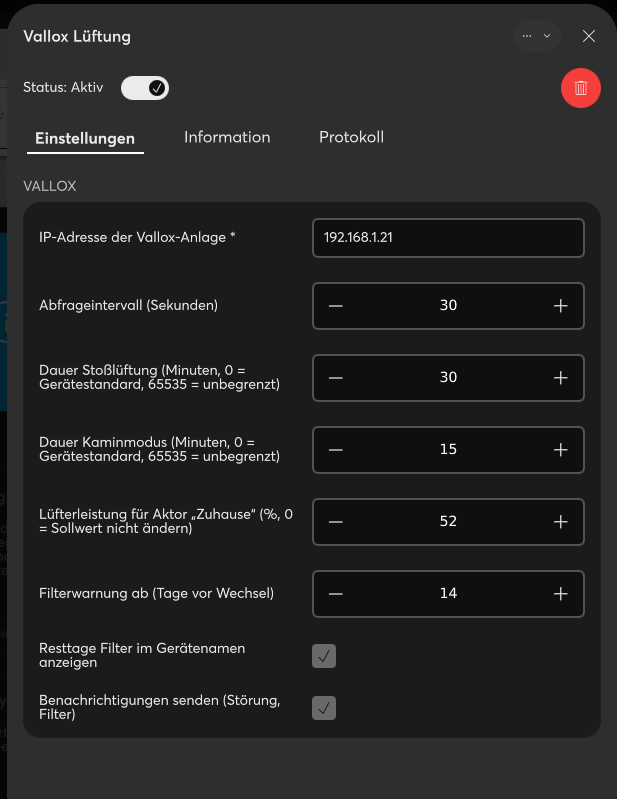 Vallox Lüftung
Status: Aktiv
Einstellungen
Information
Protokoll
VALLOX
IP-Adresse der Vallox-Anlage *
192.168.1.21
Abfrageintervall (Sekunden)
30
Dauer Stoßlüftung (Minuten, 0 =
Gerätestandard, 65535 = unbegrenzt)
30
Dauer Kaminmodus (Minuten, 0 =
Gerätestandard, 65535 = unbegrenzt)
15
Lüfterleistung für Aktor „Zuhause“ (%, 0
= Sollwert nicht ändern)
52
Filterwarnung ab (Tage vor Wechsel)
14
Resttage Filter im Gerätenamen
anzeigen
Benachrichtigungen senden (Störung,
Filter)